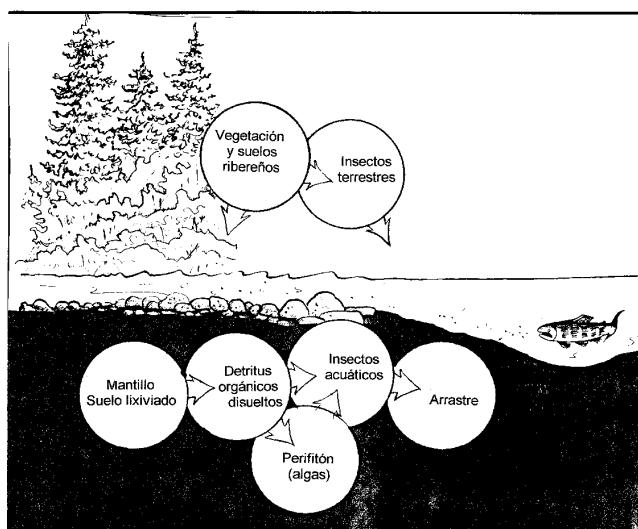 Vegetación
y suelos
ribereños
Insectos
terrestres
Mantillo
Suelo lixiviado
Detritus
orgánicos
disueltos
Insectos
acuáticos
Arrastre
Perifitón
(algas)